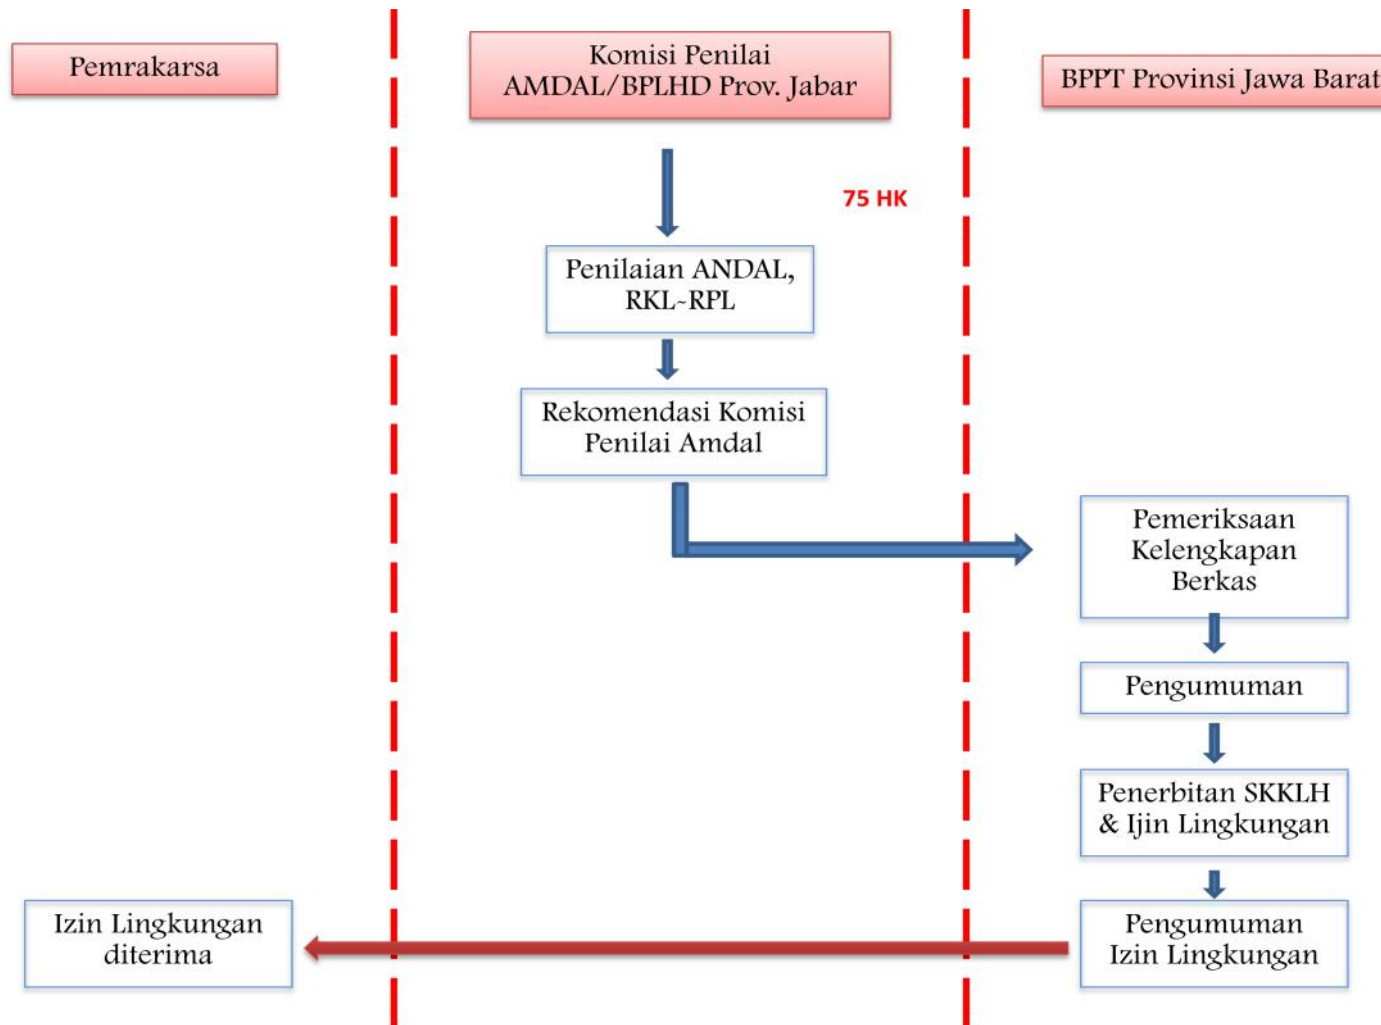 Pemrakarsa
Komisi Penilai
AMDAL/BPLHD Prov. Jabar
BPPT Provinsi Jawa Barat
75 HK
Penilaian ANDAL,
RKL-RPL
Rekomendasi Komisi
Penilai Amdal
Pemeriksaan
Kelengkapan
Berkas
Pengumuman
Penerbitan SKKLH
& Ijin Lingkungan
Pengumuman
Izin Lingkungan
Izin Lingkungan
diterima